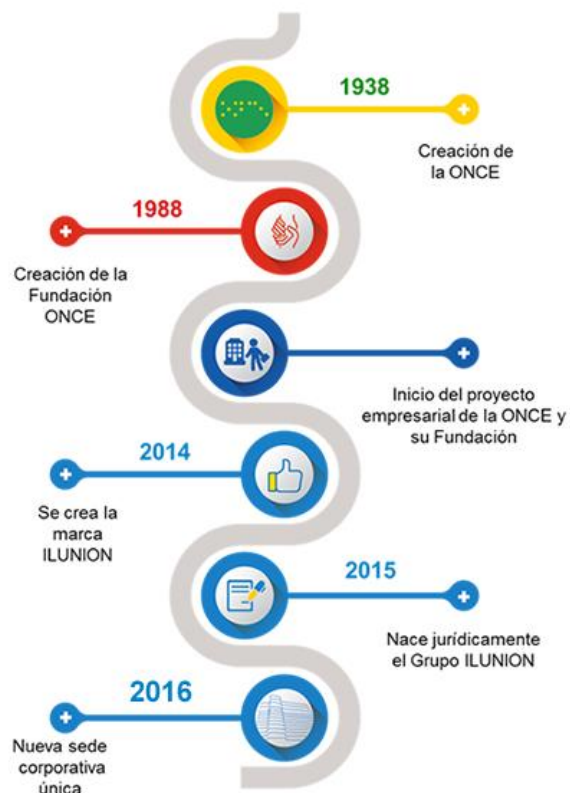 1938
Creación de
la ONCE
1988
Creación de la
Fundación
ONCE
Inicio del proyecto
empresarial de la ONCE y
su Fundación
2014
Se crea la
marca
ILUNION
2015
Nace jurídicamente
el Grupo ILUNION
2016
Nueva sede
corporativa
única